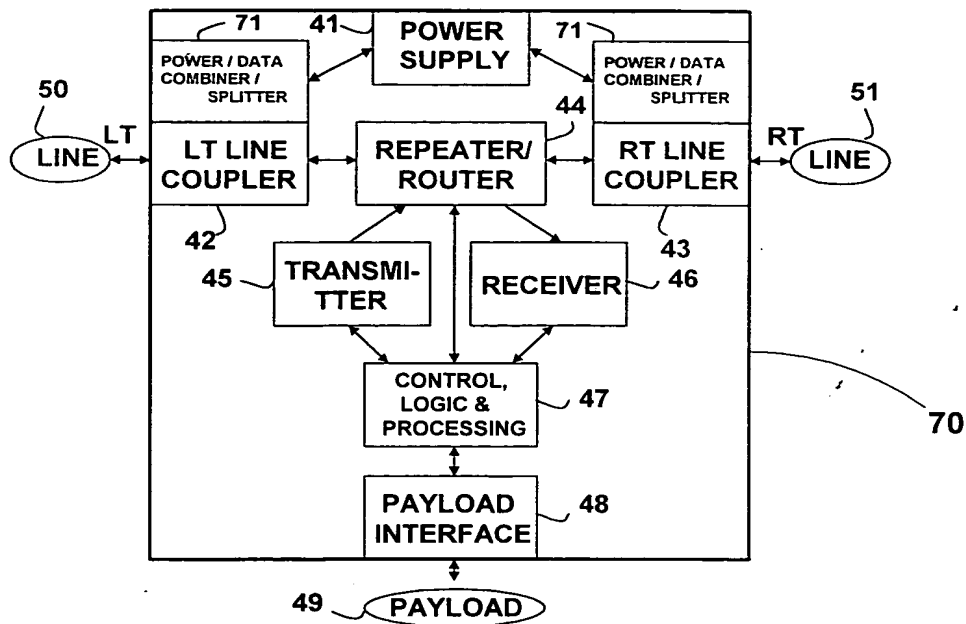 71
41
POWER
SUPPLY
71
POWER / DATA
COMBINER /
SPLITTER
POWER / DATA
COMBINER /
SPLITTER
50
44
51
LINE
LT
LT LINE
COUPLER
REPEATER/
ROUTER
RT LINE
COUPLER
RT
LINE
42
43
45
TRANSMI-
TTER
RECEIVER
46
CONTROL,
LOGIC &
PROCESSING
47
70
PAYLOAD
INTERFACE
48
49
PAYLOAD